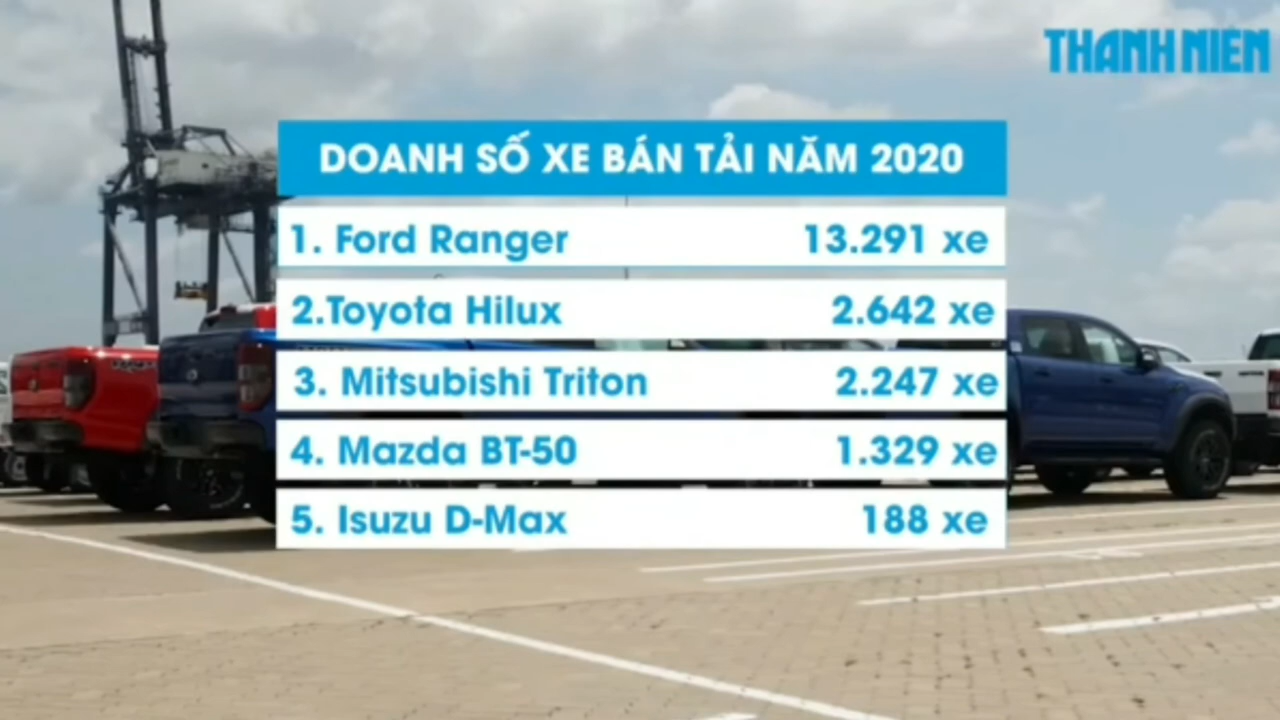 THANH NIÊN
DOANH SỐ XE BÁN TẢI NĂM 2020
1. Ford Ranger 13.291 xe
2.Toyota Hilux 2.642 xe
3. Mitsubishi Triton 2.247 xe
4. Mazda BT-50 1.329 xe
5. Isuzu D-Max 188 xe